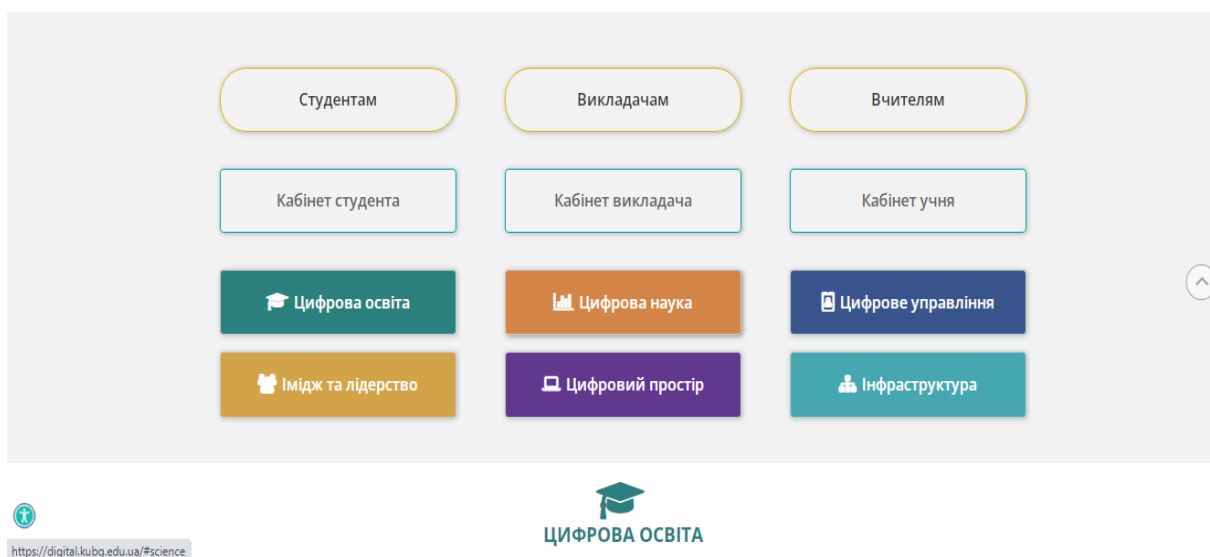 Студентам
Викладачам
Вчителям
Кабінет студента
Кабінет викладача
Кабінет учня
Цифрова освіта
Цифрова наука
Цифрове управління
Імідж та лідерство
Цифровий простір
Інфраструктура
ЦИФРОВА ОСВІТА
https://digital.kubg.edu.ua/#science